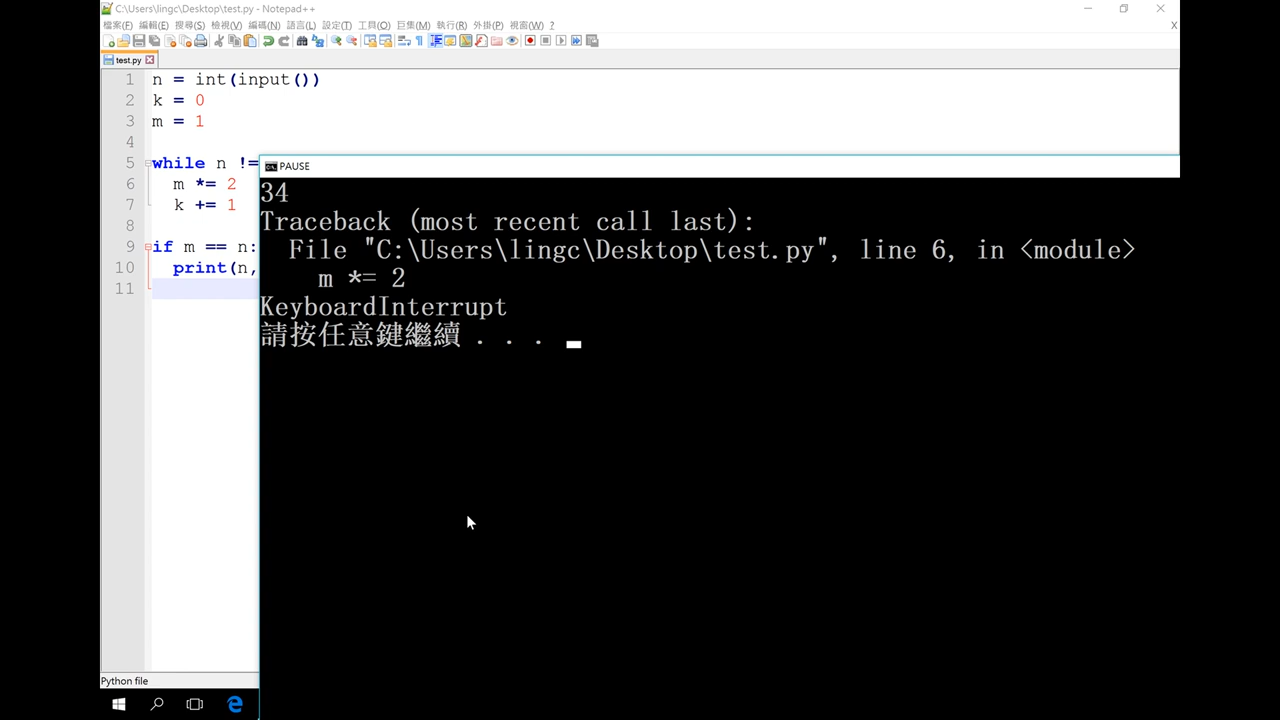 C:\Users\lingc\Desktop\test.py - Notepad++
檔案(F) 編輯(E) 搜尋(S) 檢視(V) 編碼(N) 語言(L) 設定(T) 工具(O) 巨集(M) 執行(R) 外掛(P) 視窗(W) ? X
test.py
1 n = int(input())
2 k = 0
3 m = 1
4
5 while n !=
6 m *= 2
7 k += 1
8
9 if m == n:
10 print(n,
11
PAUSE
34
Traceback (most recent call last):
File "C:\Users\lingc\Desktop\test.py", line 6, in <module>
m *= 2
KeyboardInterrupt
請按任意鍵繼續 . . .
Python file